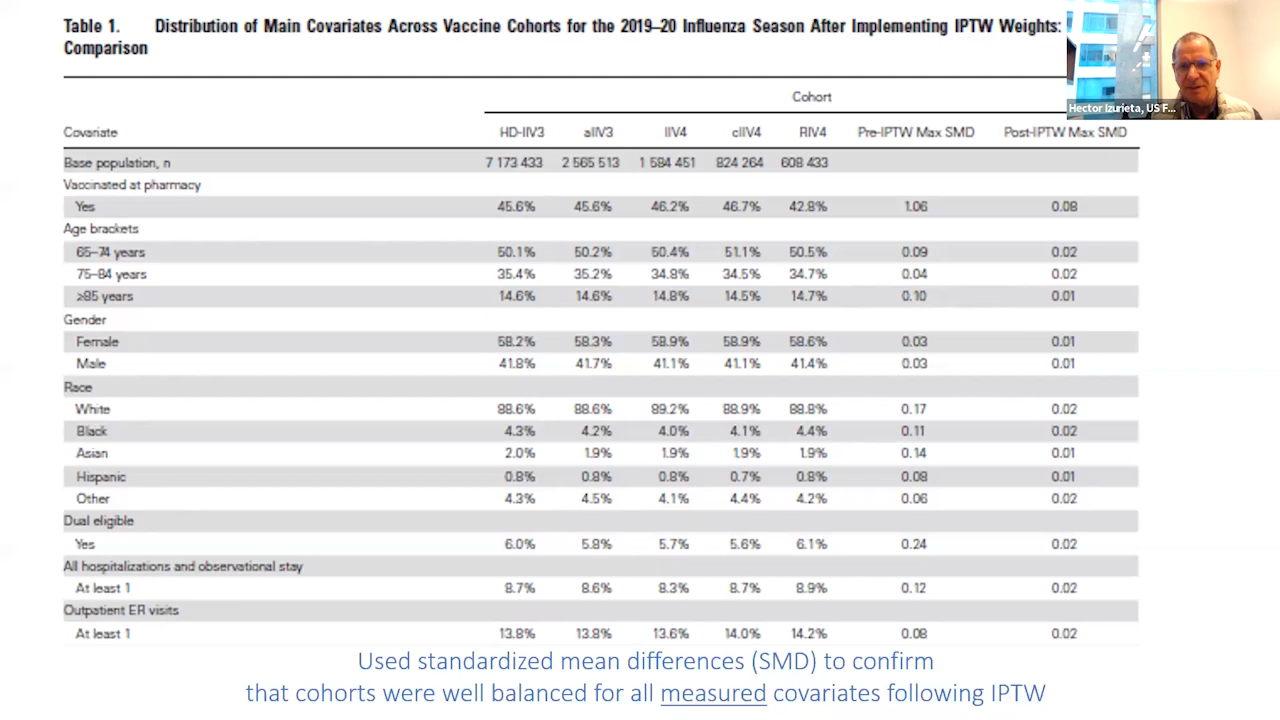 Table 1. Distribution of Main Covariates Across Vaccine Cohorts for the 2019–20 Influenza Season After Implementing IPTW Weights:
Comparison
Hector Izurieta, US F...
Cohort
Covariate HD-IIV3 aIIV3 IIV4 cIIV4 RIV4 Pre-IPTW Max SMD Post-IPTW Max SMD
Base population, n 7 173 433 2 565 513 1 584 451 824 264 608 433
Vaccinated at pharmacy
Yes 45.6% 45.6% 46.2% 46.7% 42.8% 1.06 0.08
Age brackets
65–74 years 50.1% 50.2% 50.4% 51.1% 50.5% 0.09 0.02
75–84 years 35.4% 35.2% 34.8% 34.5% 34.7% 0.04 0.02
≥85 years 14.6% 14.6% 14.8% 14.5% 14.7% 0.10 0.01
Gender
Female 58.2% 58.3% 58.9% 58.9% 58.6% 0.03 0.01
Male 41.8% 41.7% 41.1% 41.1% 41.4% 0.03 0.01
Race
White 88.6% 88.6% 89.2% 88.9% 88.8% 0.17 0.02
Black 4.3% 4.2% 4.0% 4.1% 4.4% 0.11 0.02
Asian 2.0% 1.9% 1.9% 1.9% 1.9% 0.14 0.01
Hispanic 0.8% 0.8% 0.8% 0.7% 0.8% 0.08 0.01
Other 4.3% 4.5% 4.1% 4.4% 4.2% 0.06 0.02
Dual eligible
Yes 6.0% 5.8% 5.7% 5.6% 6.1% 0.24 0.02
All hospitalizations and observational stay
At least 1 8.7% 8.6% 8.3% 8.7% 8.9% 0.12 0.02
Outpatient ER visits
At least 1 13.8% 13.8% 13.6% 14.0% 14.2% 0.08 0.02
Used standardized mean differences (SMD) to confirm
that cohorts were well balanced for all measured covariates following IPTW